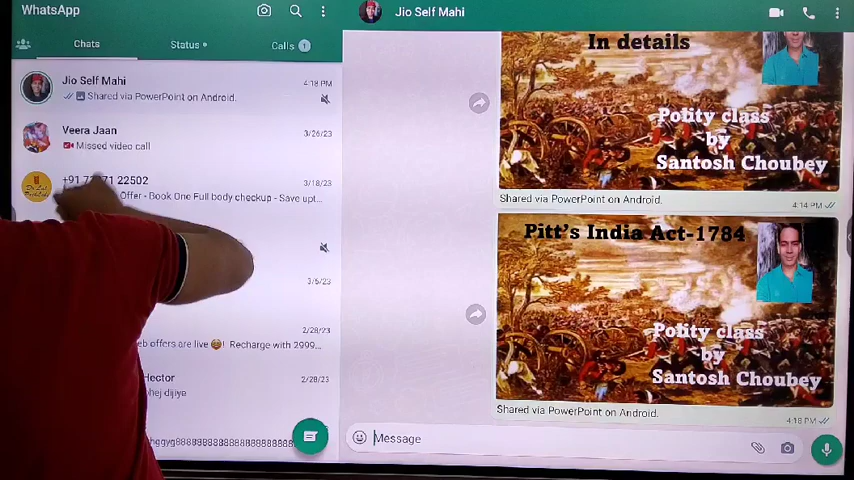 WhatsApp
Chats
Status
Calls 1
Jio Self Mahi
4:18 PM
Shared via PowerPoint on Android.
Veera Jaan
3/26/23
Missed video call
+91 22502
3/18/23
Offer - Book One Full body checkup - Save upt...
3/5/23
2/28/23
offers are live Recharge with 2999...
Hector
2/28/23
dijiye
Jio Self Mahi
In details
Polity class
by
Santosh Choubey
Shared via PowerPoint on Android.
4:14 PM
Pitt's India Act-1784
Polity class
by
Santosh Choubey
Shared via PowerPoint on Android.
4:18 PM
Message